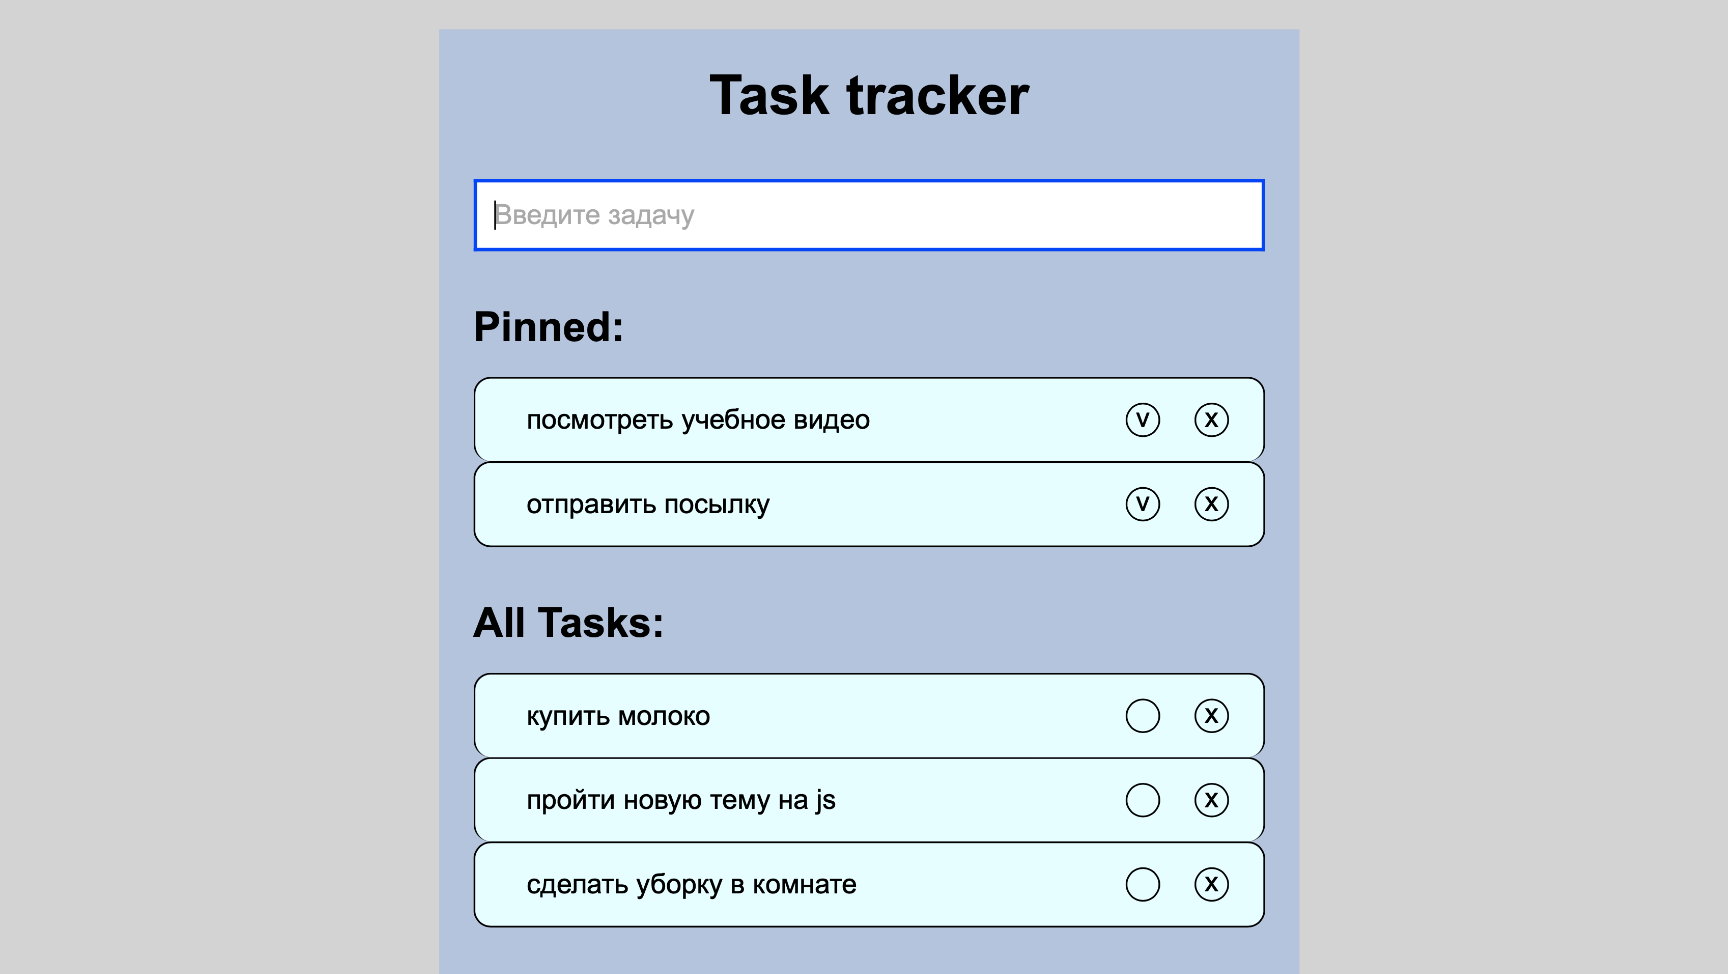 Task tracker
Введите задачу
Pinned:
посмотреть учебное видео V X
отправить посылку V X
All Tasks:
купить молоко X
пройти новую тему на js X
сделать уборку в комнате X